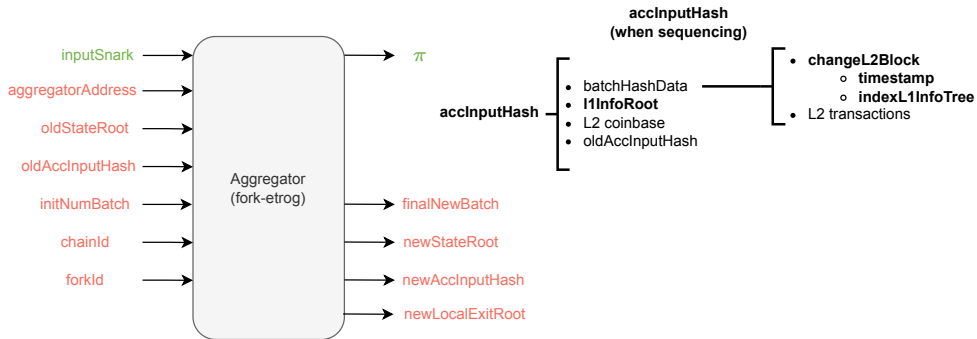 inputSnark
aggregatorAddress
oldStateRoot
oldAccInputHash
initNumBatch
chainId
forkId
Aggregator
(fork-etrog)
π
finalNewBatch
newStateRoot
newAccInputHash
newLocalExitRoot
accInputHash
(when sequencing)
accInputHash
• batchHashData
• l1InfoRoot
• L2 coinbase
• oldAccInputHash
• changeL2Block
○ timestamp
○ indexL1InfoTree
• L2 transactions